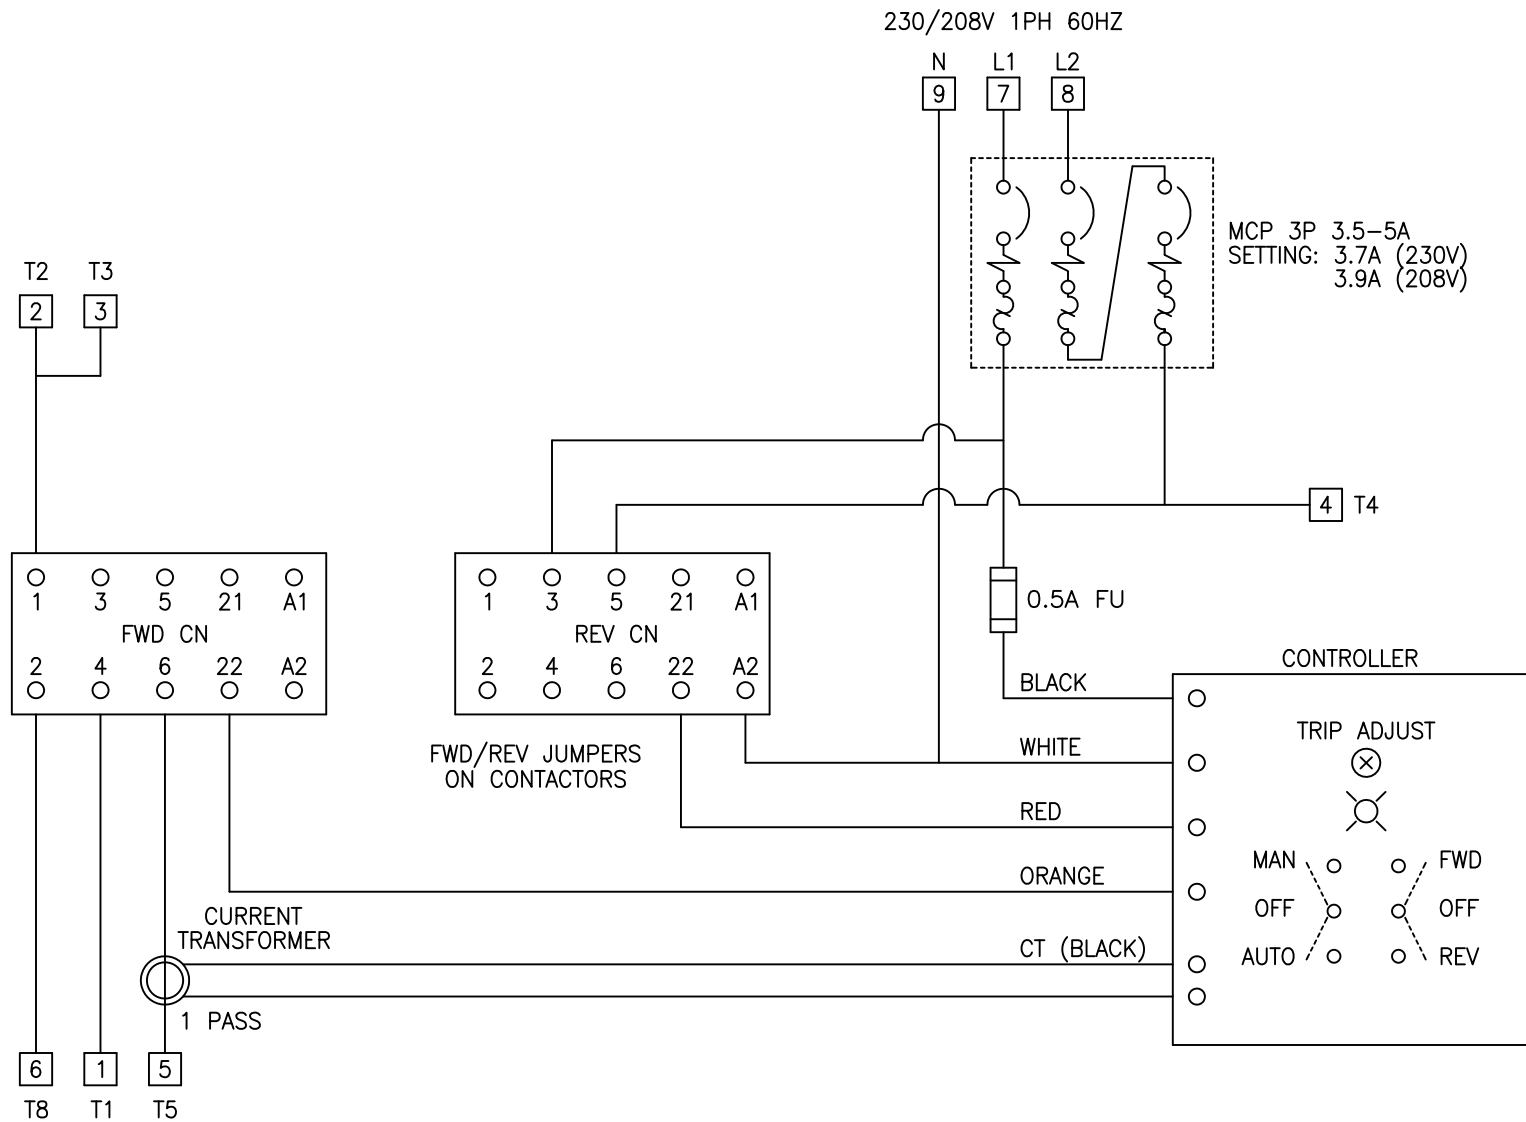 230/208V 1PH 60HZ
N L1 L2
9 7 8
MCP 3P 3.5-5A
SETTING: 3.7A (230V)
3.9A (208V)
T2 T3
2 3
4 T4
1 3 5 21 A1
FWD CN
2 4 6 22 A2
1 3 5 21 A1
REV CN
2 4 6 22 A2
0.5A FU
FWD/REV JUMPERS
ON CONTACTORS
CONTROLLER
BLACK
WHITE
RED
ORANGE
CT (BLACK)
TRIP ADJUST
MAN FWD
OFF OFF
AUTO REV
CURRENT
TRANSFORMER
1 PASS
6 1 5
T8 T1 T5